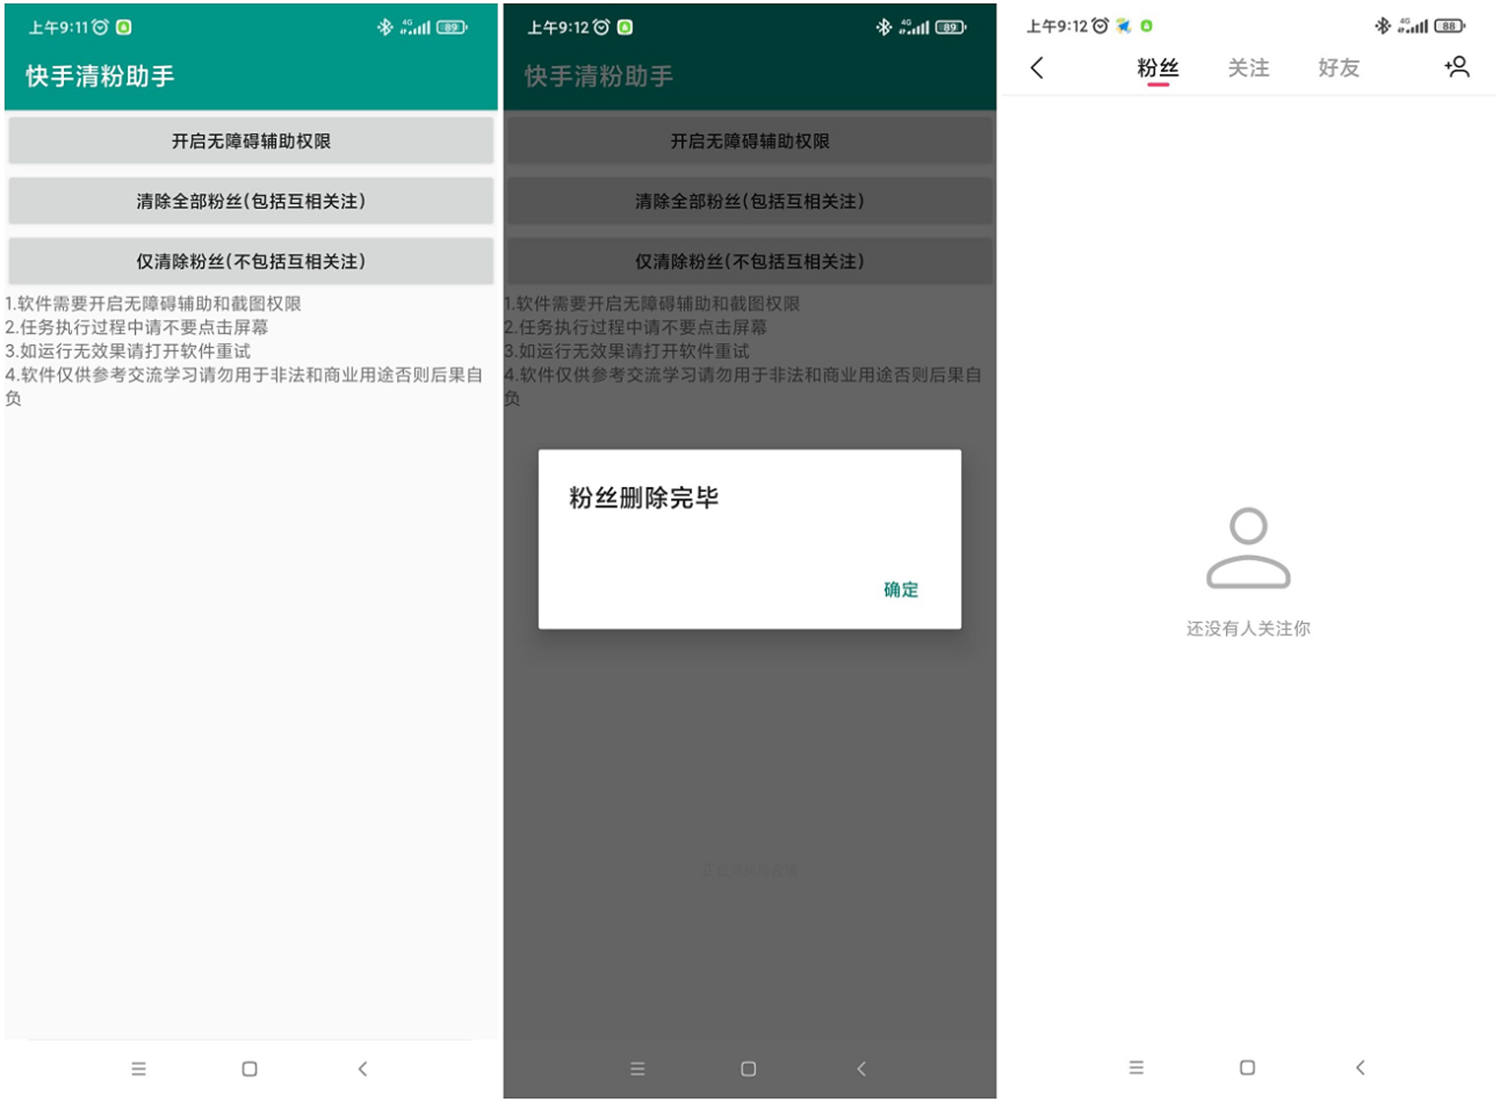 上午9:11
4G
89
快手清粉助手
开启无障碍辅助权限
清除全部粉丝(包括互相关注)
仅清除粉丝(不包括互相关注)
1.软件需要开启无障碍辅助和截图权限
2.任务执行过程中请不要点击屏幕
3.如运行无效果请打开软件重试
4.软件仅供参考交流学习请勿用于非法和商业用途否则后果自
负
上午9:12
4G
89
快手清粉助手
开启无障碍辅助权限
清除全部粉丝(包括互相关注)
仅清除粉丝(不包括互相关注)
1.软件需要开启无障碍辅助和截图权限
2.任务执行过程中请不要点击屏幕
3.如运行无效果请打开软件重试
4.软件仅供参考交流学习请勿用于非法和商业用途否则后果自
负
粉丝删除完毕
确定
上午9:12
4G
88
粉丝 关注 好友
还没有人关注你